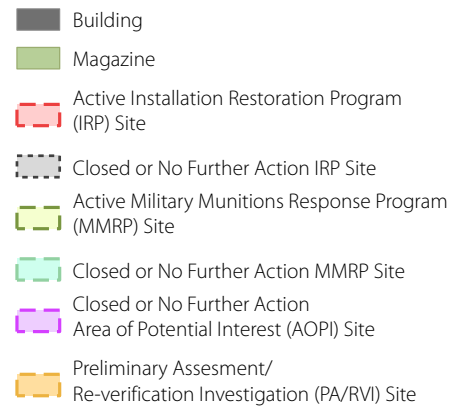 Building
Magazine
Active Installation Restoration Program
(IRP) Site
Closed or No Further Action IRP Site
Active Military Munitions Response Program
(MMRP) Site
Closed or No Further Action MMRP Site
Closed or No Further Action
Area of Potential Interest (AOPI) Site
Preliminary Assesment/
Re-verification Investigation (PA/RVI) Site